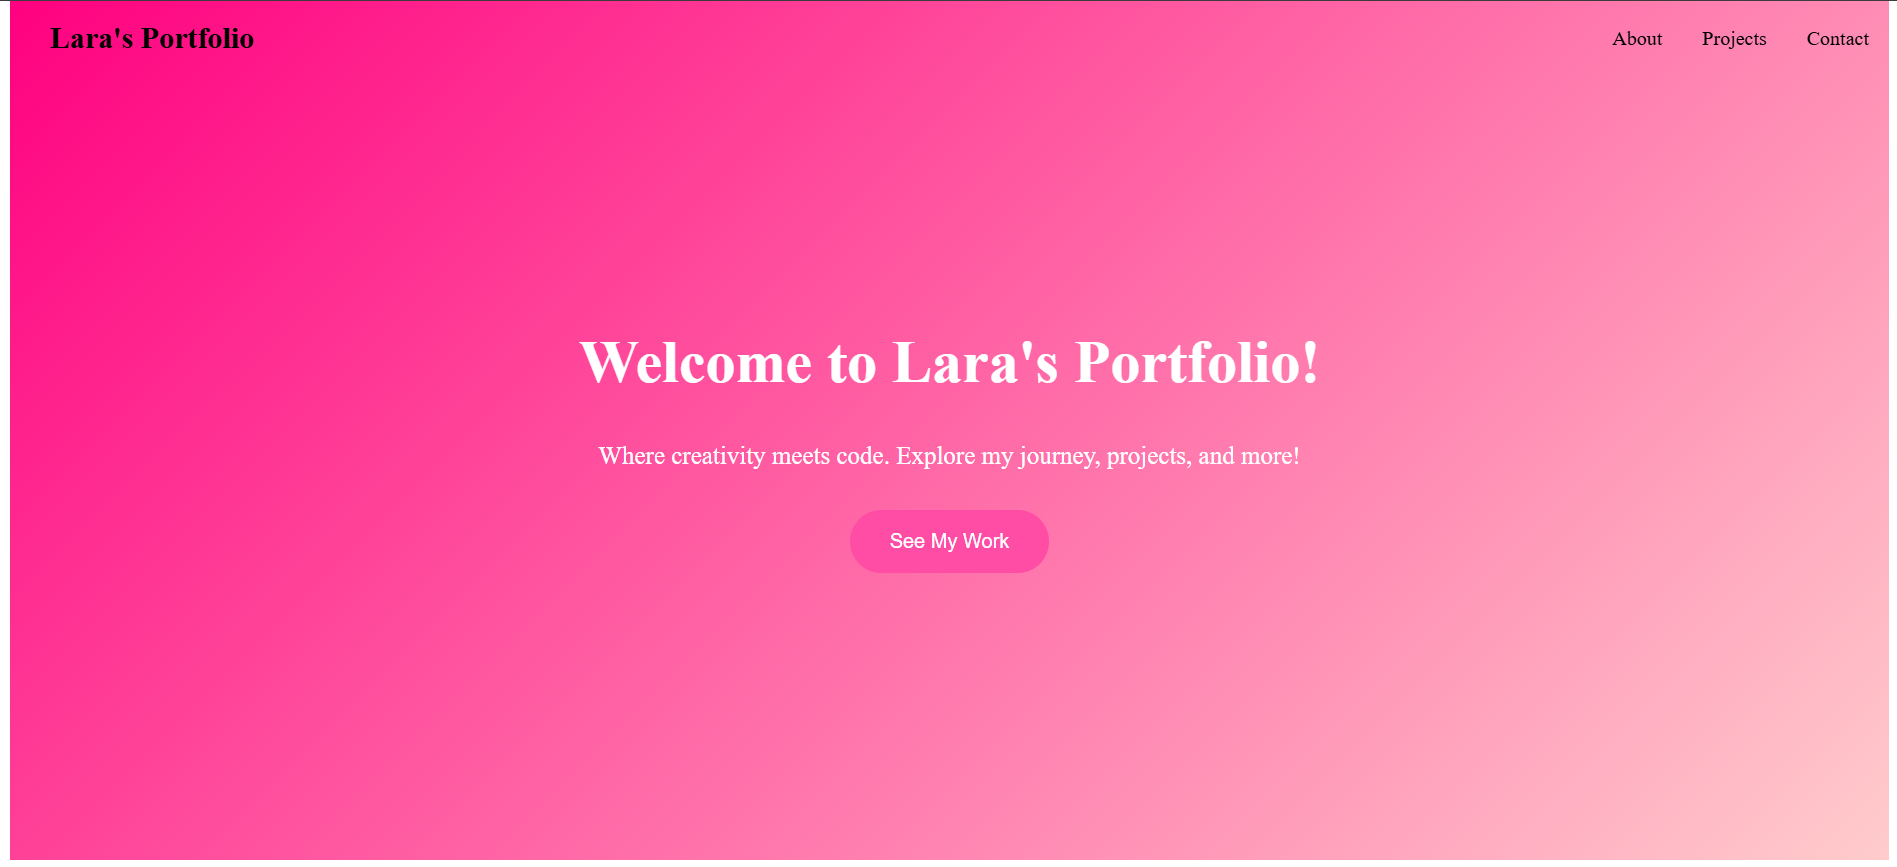 Lara's Portfolio
About
Projects
Contact
Welcome to Lara's Portfolio!
Where creativity meets code. Explore my journey, projects, and more!
See My Work